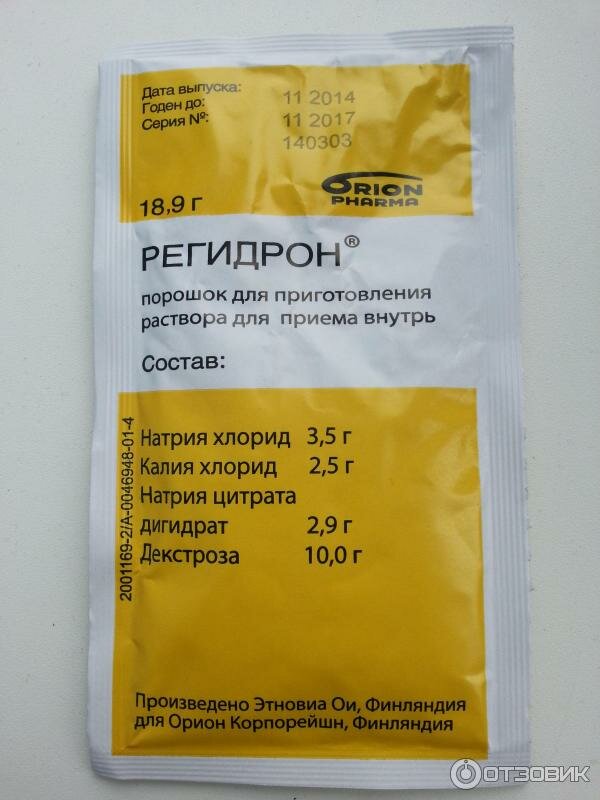 Дата выпуска: 11 2014
Годен до: 11 2017
Серия №: 140303
18,9 г
ORION
PHARMA
РЕГИДРОН®
порошок для приготовления
раствора для приема внутрь
Состав:
Натрия хлорид 3,5 г
Калия хлорид 2,5 г
Натрия цитрата
дигидрат 2,9 г
Декстроза 10,0 г
2001169-2/A-0046948-01-4
Произведено Этновиа Ои, Финляндия
для Орион Корпорейшн, Финляндия
ОТЗОВИК